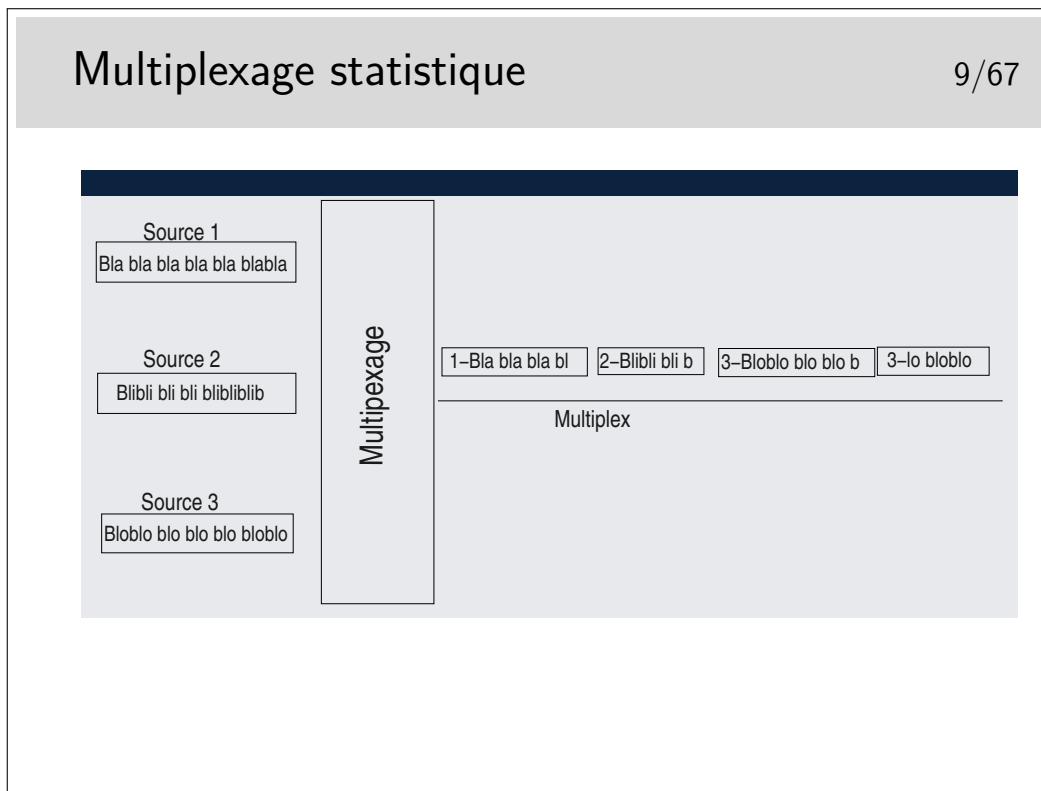 Multiplexage statistique 9/67
Source 1
Bla bla bla bla bla blabla
Source 2
Blibli bli bli blibliblib
Source 3
Bloblo blo blo blo bloblo
Multipexage
1–Bla bla bla bl 2–Blibli bli b 3–Bloblo blo blo b 3–lo bloblo
Multiplex